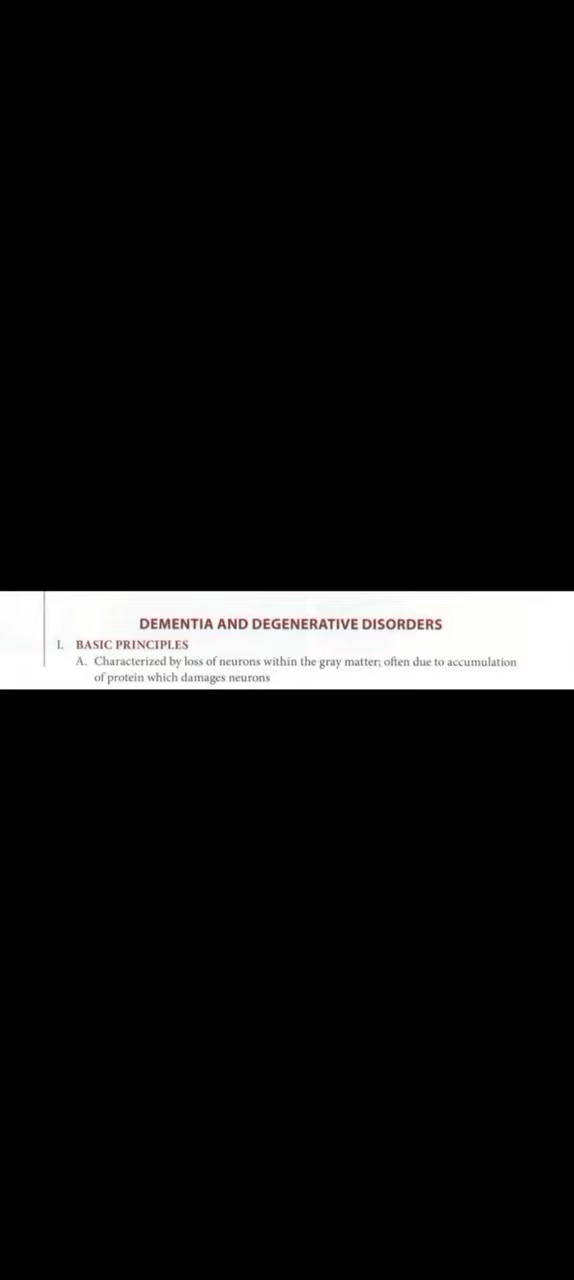 DEMENTIA AND DEGENERATIVE DISORDERS
I. BASIC PRINCIPLES
A. Characterized by loss of neurons within the gray matter; often due to accumulation
of protein which damages neurons